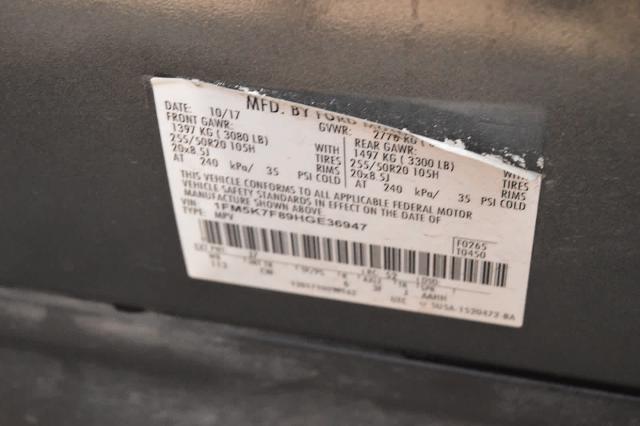 MFD. BY FORD
DATE: 10/17 GVWR:
FRONT GAWR: REAR GAWR:
1397 KG ( 3080 LB) WITH 1497 KG ( 3300 LB) WITH
255/50R20 105H TIRES 255/50R20 105H TIRES
20x8.5J RIMS 20x8.5J RIMS
AT 240 kPa/ 35 PSI COLD AT 240 kPa/ 35 PSI COLD
THIS VEHICLE CONFORMS TO ALL APPLICABLE FEDERAL MOTOR
VEHICLE SAFETY STANDARDS IN EFFECT ON THE DATE OF
MANUFACTURE SHOWN ABOVE.
VIN: 1FM5K7F89HGE36947
TYPE: MPV
F0265
T0450
EXT PNT:
WB